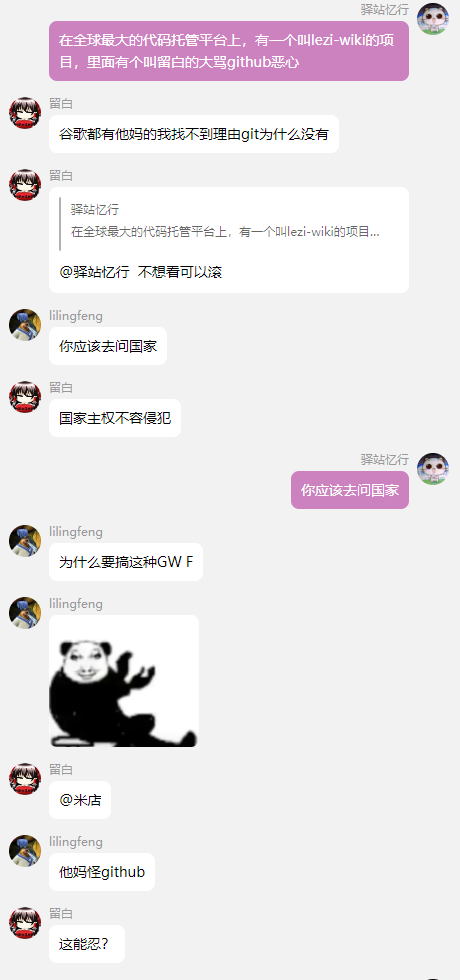 驿站忆行
在全球最大的代码托管平台上，有一个叫lezi-wiki的项
目，里面有个叫留白的大骂github恶心
留白
谷歌都有他妈的我找不到理由git为什么没有
留白
驿站忆行
在全球最大的代码托管平台上，有一个叫lezi-wiki的项目...
@驿站忆行 不想看可以滚
lilingfeng
你应该去问国家
留白
国家主权不容侵犯
驿站忆行
你应该去问国家
lilingfeng
为什么要搞这种GW F
lilingfeng
留白
@米店
lilingfeng
他妈怪github
留白
这能忍？